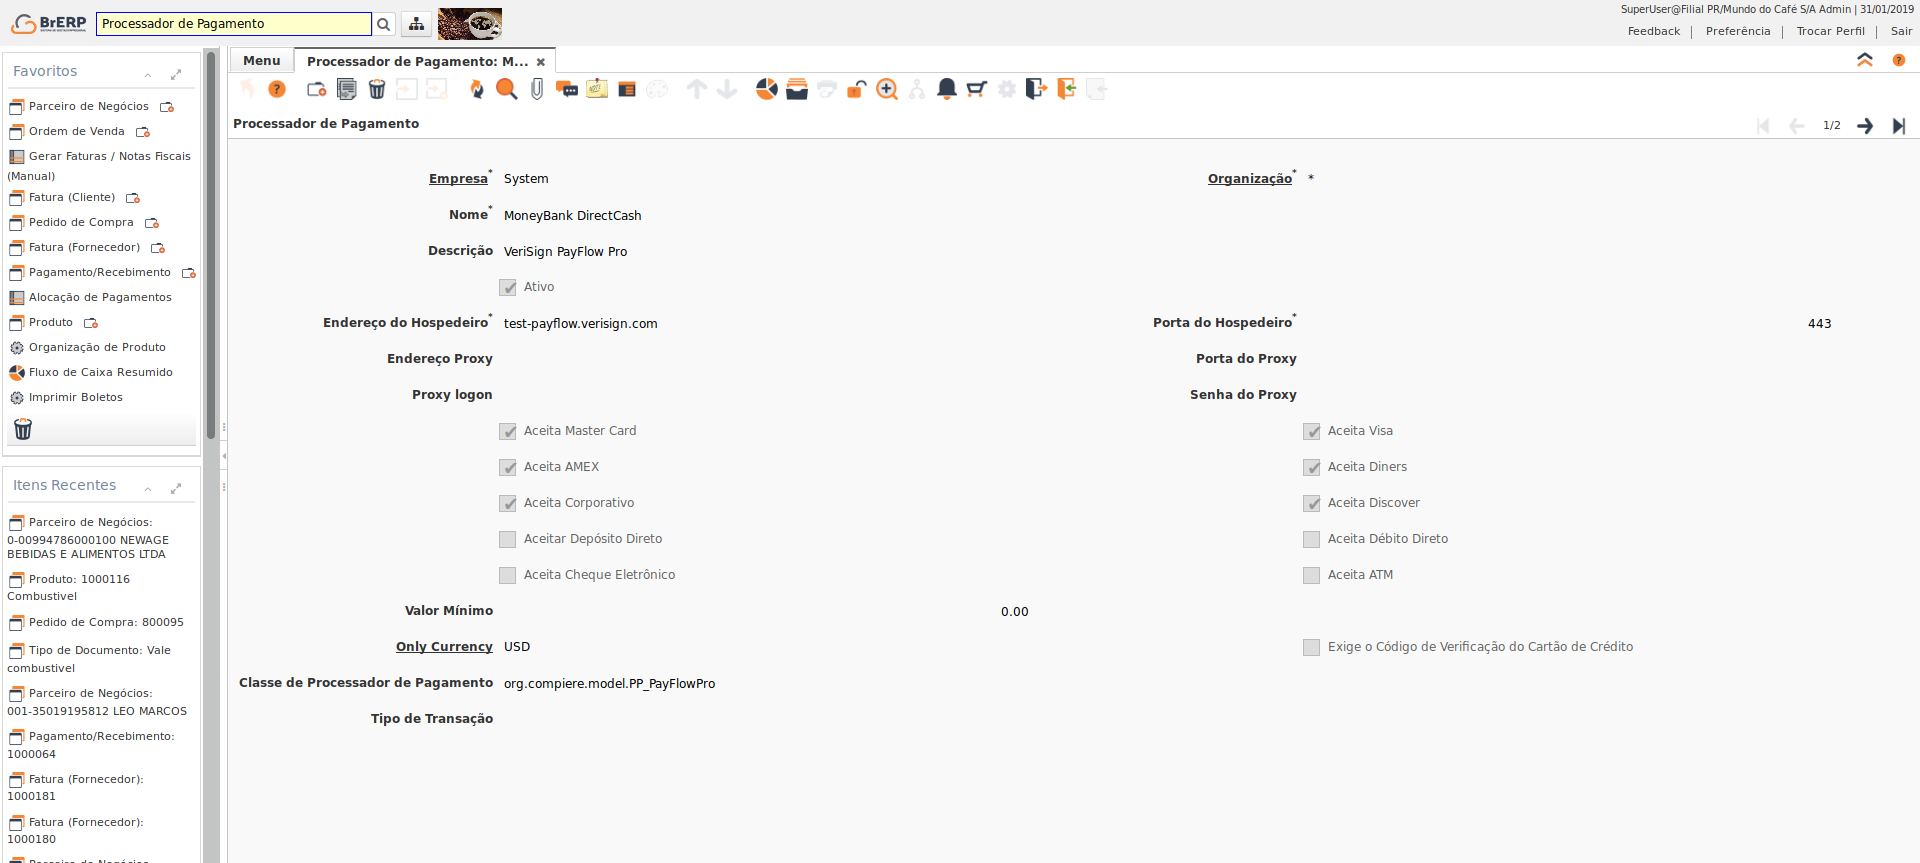 BrERP
Processador de Pagamento
SuperUser@Filial PR/Mundo do Café S/A Admin | 31/01/2019
Feedback | Preferência | Trocar Perfil | Sair
Favoritos
Parceiro de Negócios
Ordem de Venda
Gerar Faturas / Notas Fiscais
(Manual)
Fatura (Cliente)
Pedido de Compra
Fatura (Fornecedor)
Pagamento/Recebimento
Alocação de Pagamentos
Produto
Organização de Produto
Fluxo de Caixa Resumido
Imprimir Boletos
Itens Recentes
Parceiro de Negócios:
0-00994786000100 NEWAGE
BEBIDAS E ALIMENTOS LTDA
Produto: 1000116
Combustivel
Pedido de Compra: 800095
Tipo de Documento: Vale
combustivel
Parceiro de Negócios:
001-35019195812 LEO MARCOS
Pagamento/Recebimento:
1000064
Fatura (Fornecedor):
1000181
Fatura (Fornecedor):
1000180
Parceiro de Negócios
Menu
Processador de Pagamento: M...
Processador de Pagamento
1/2
Empresa* System
Organização* *
Nome* MoneyBank DirectCash
Descrição VeriSign PayFlow Pro
Ativo
Endereço do Hospedeiro* test-payflow.verisign.com
Porta do Hospedeiro* 443
Endereço Proxy
Porta do Proxy
Proxy logon
Senha do Proxy
Aceita Master Card
Aceita Visa
Aceita AMEX
Aceita Diners
Aceita Corporativo
Aceita Discover
Aceitar Depósito Direto
Aceita Débito Direto
Aceita Cheque Eletrônico
Aceita ATM
Valor Mínimo 0.00
Only Currency USD
Exige o Código de Verificação do Cartão de Crédito
Classe de Processador de Pagamento org.compiere.model.PP_PayFlowPro
Tipo de Transação